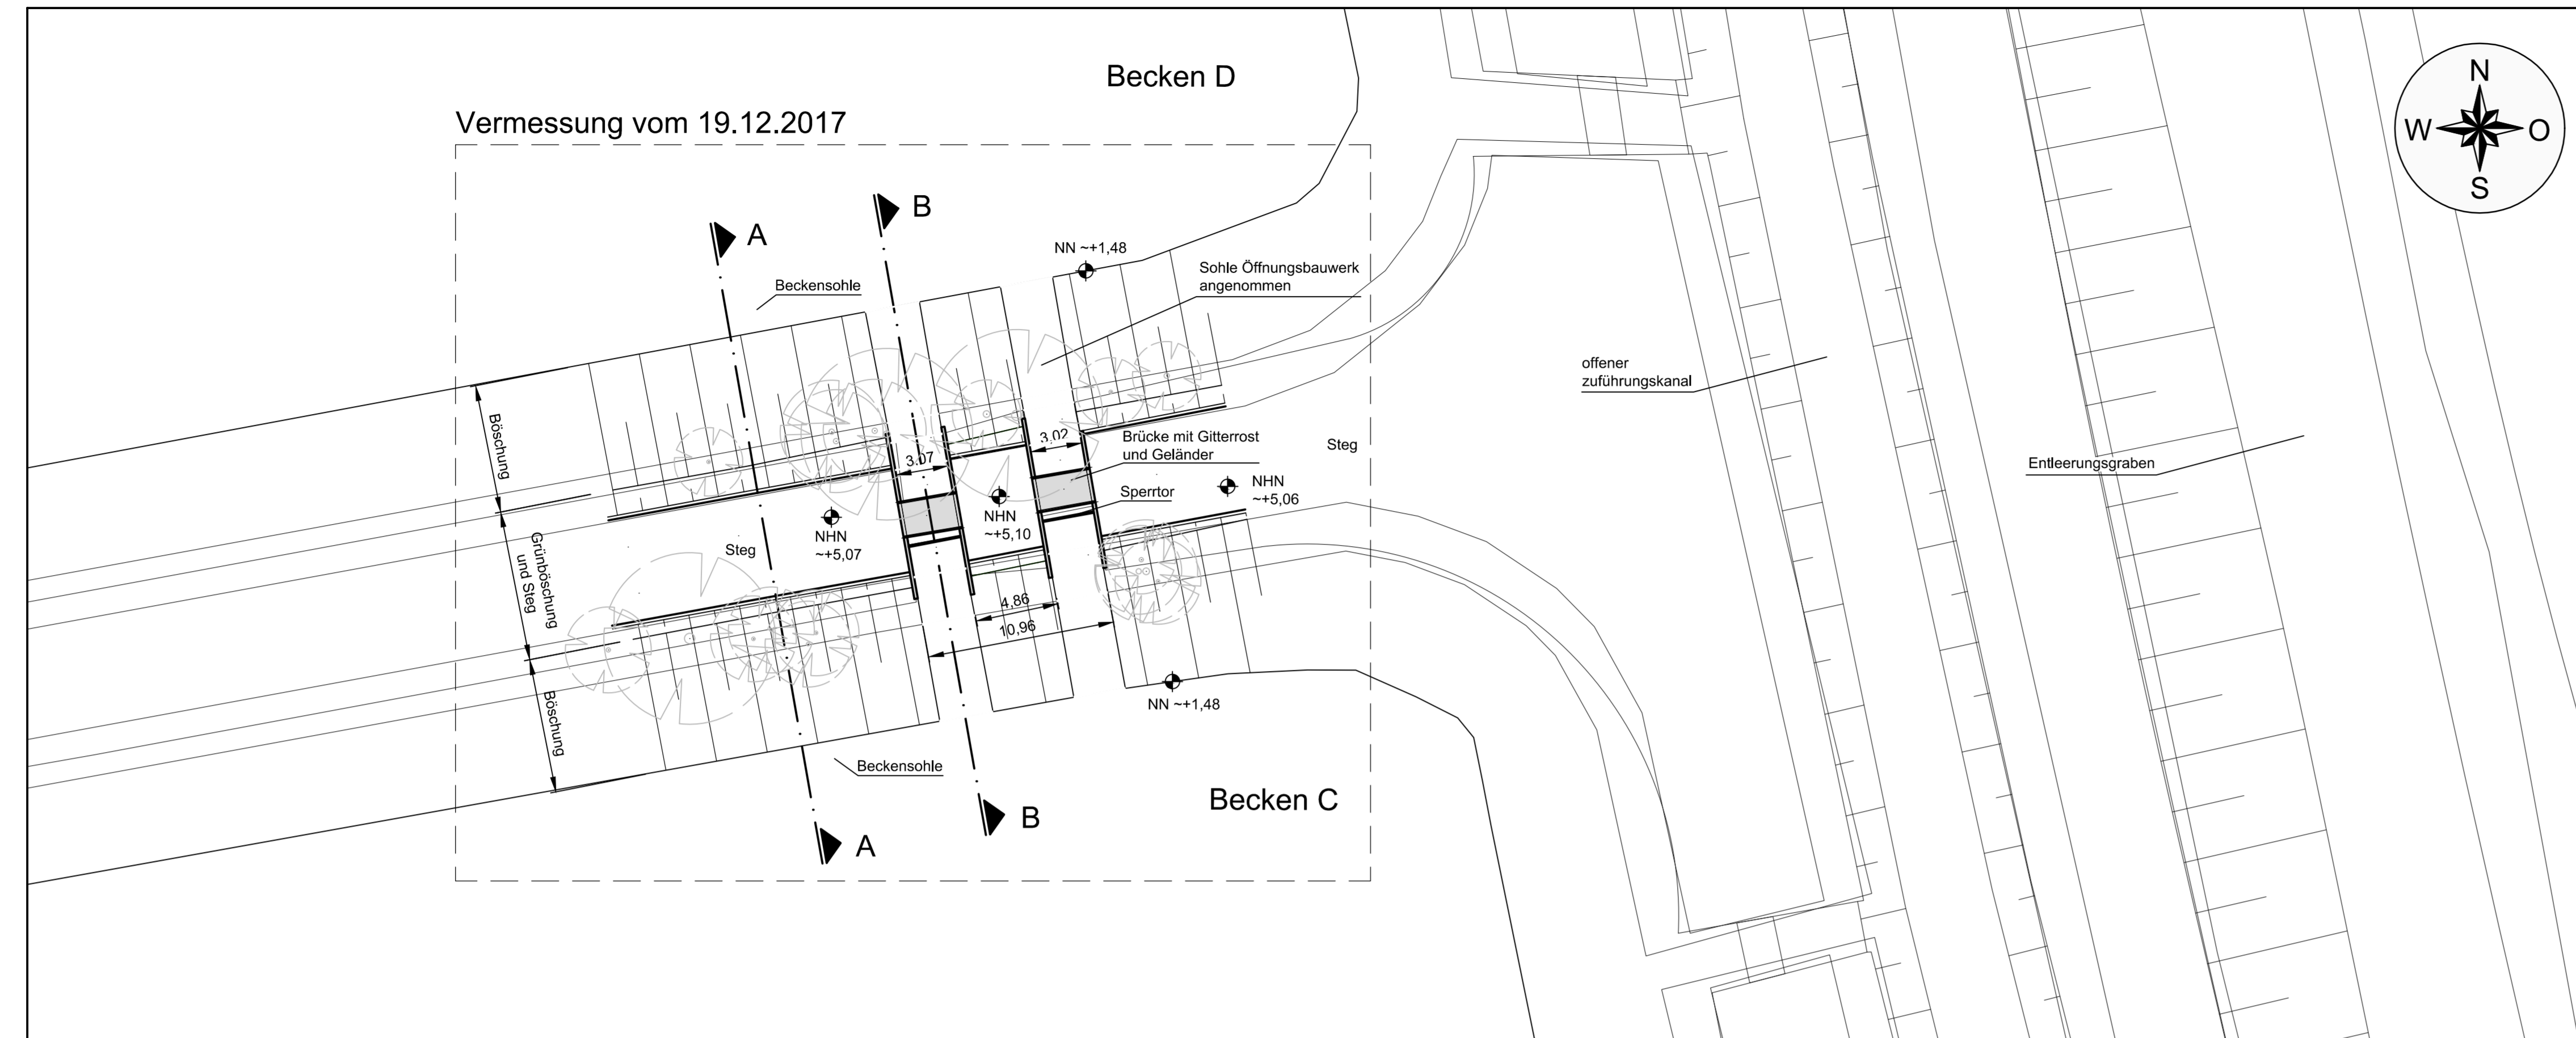 Becken D
Vermessung vom 19.12.2017
N
W
O
S
B
A
NN ~+1,48
Beckensohle
Sohle Öffnungsbauwerk
angenommen
offener
zuführungskanal
Böschung
3,07
3,02
Brücke mit Gitterrost
und Geländer
Steg
Entleerungsgraben
Sperrtor
NHN
~+5,06
NHN
~+5,10
NHN
~+5,07
Steg
Grünböschung
und Steg
4,86
10,96
Böschung
NN ~+1,48
Beckensohle
Becken C
B
A